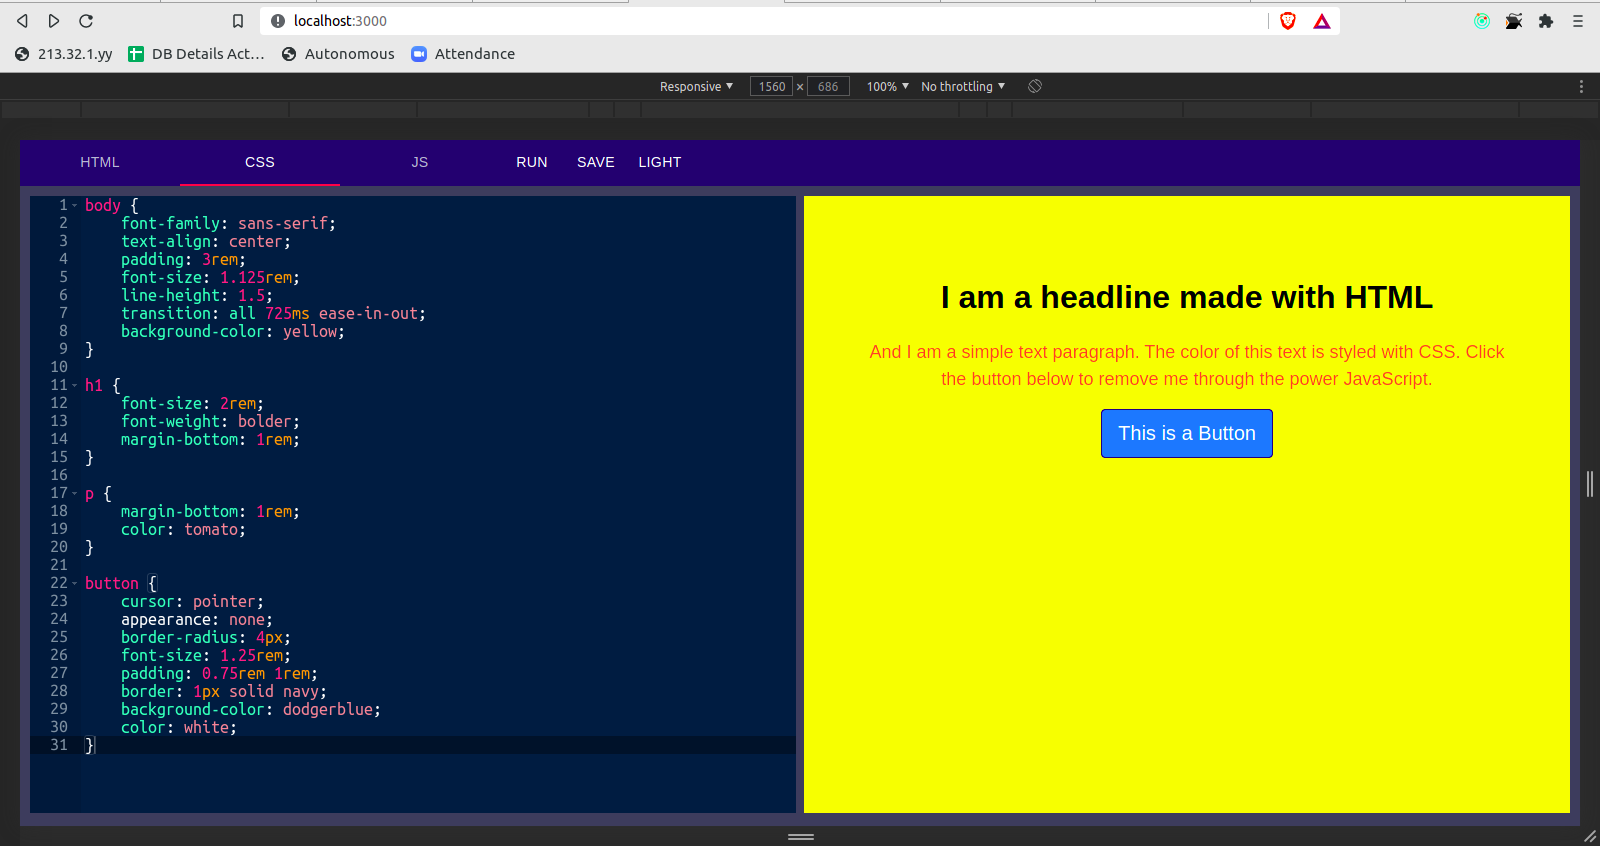 localhost:3000
213.32.1.yy DB Details Act... Autonomous Attendance
Responsive ▼ 1560 × 686 100% ▼ No throttling ▼
HTML CSS JS RUN SAVE LIGHT
1 body {
2     font-family: sans-serif;
3     text-align: center;
4     padding: 3rem;
5     font-size: 1.125rem;
6     line-height: 1.5;
7     transition: all 725ms ease-in-out;
8     background-color: yellow;
9 }
10
11 h1 {
12     font-size: 2rem;
13     font-weight: bolder;
14     margin-bottom: 1rem;
15 }
16
17 p {
18     margin-bottom: 1rem;
19     color: tomato;
20 }
21
22 button {
23     cursor: pointer;
24     appearance: none;
25     border-radius: 4px;
26     font-size: 1.25rem;
27     padding: 0.75rem 1rem;
28     border: 1px solid navy;
29     background-color: dodgerblue;
30     color: white;
31 }
I am a headline made with HTML
And I am a simple text paragraph. The color of this text is styled with CSS. Click
the button below to remove me through the power JavaScript.
This is a Button